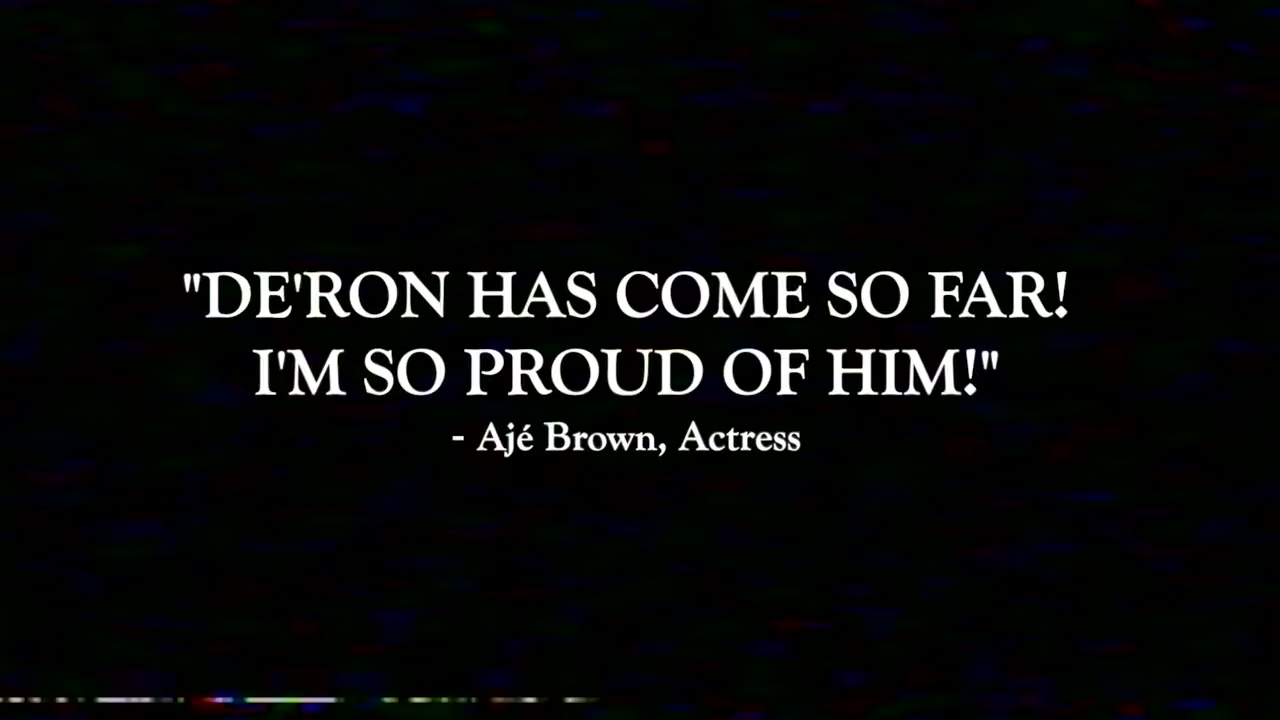 "DE'RON HAS COME SO FAR!
I'M SO PROUD OF HIM!"
- Ajé Brown, Actress